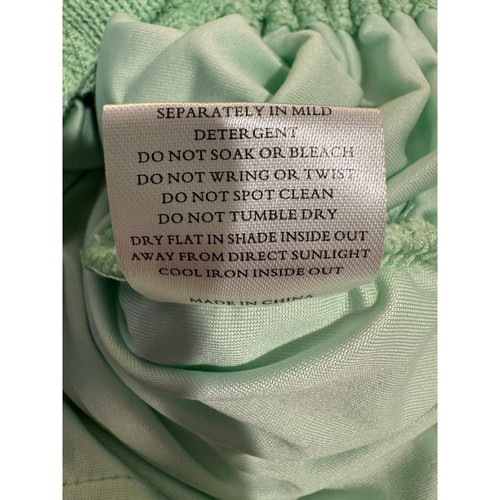 SEPARATELY IN MILD
DETERGENT
DO NOT SOAK OR BLEACH
DO NOT WRING OR TWIST
DO NOT SPOT CLEAN
DO NOT TUMBLE DRY
DRY FLAT IN SHADE INSIDE OUT
AWAY FROM DIRECT SUNLIGHT
COOL IRON INSIDE OUT
MADE IN CHINA